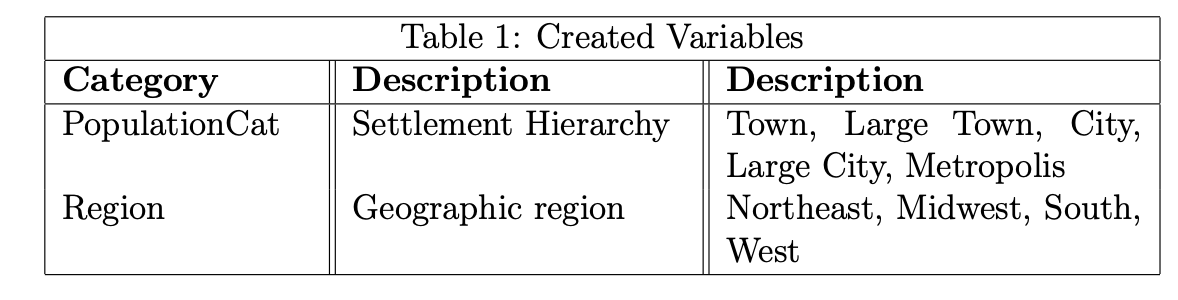 Table 1: Created Variables
Category Description Description
PopulationCat Settlement Hierarchy Town, Large Town, City,
Large City, Metropolis
Region Geographic region Northeast, Midwest, South,
West